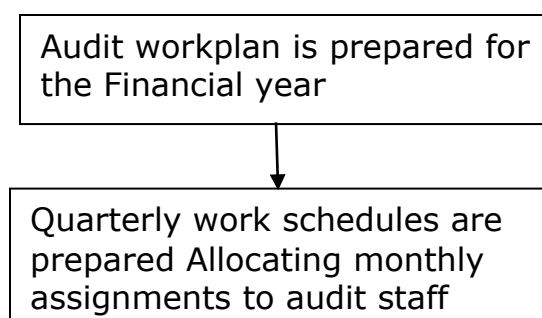 Audit workplan is prepared for
the Financial year
Quarterly work schedules are
prepared Allocating monthly
assignments to audit staff